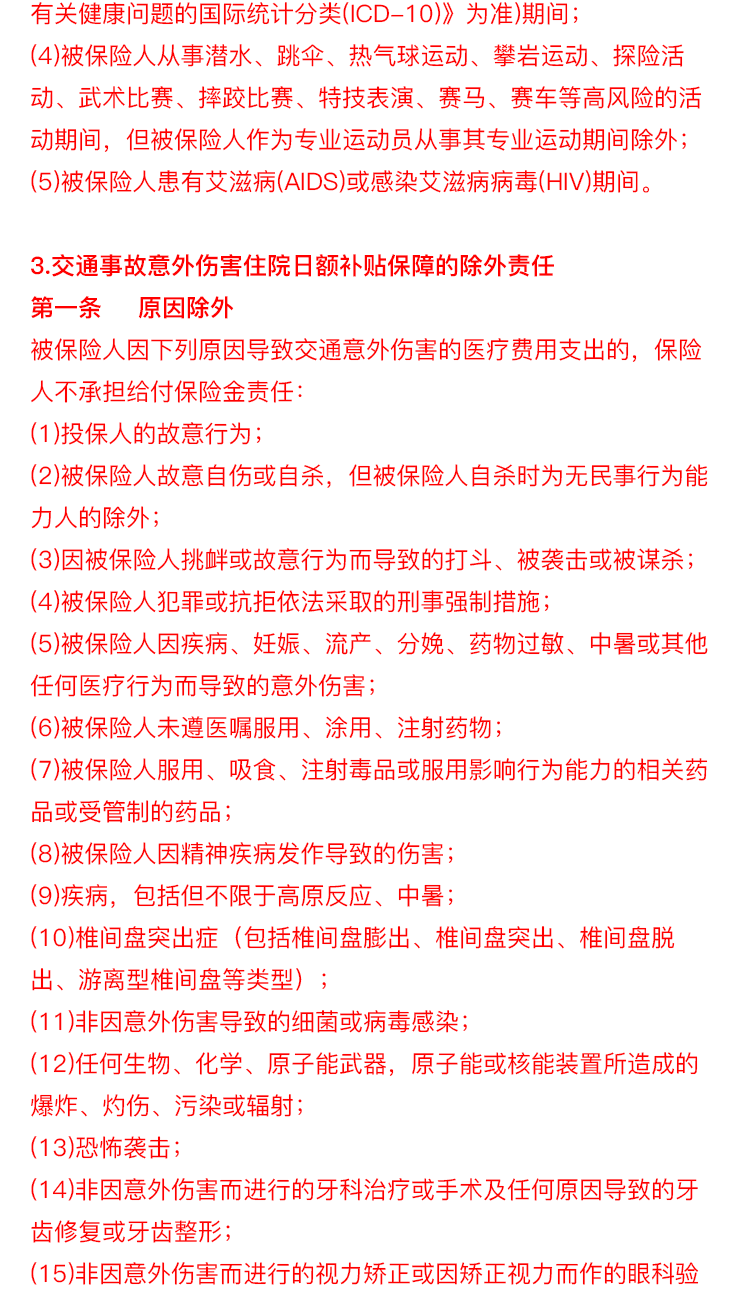 有关健康问题的国际统计分类(ICD-10)》为准)期间；
(4)被保险人从事潜水、跳伞、热气球运动、攀岩运动、探险活
动、武术比赛、摔跤比赛、特技表演、赛马、赛车等高风险的活
动期间，但被保险人作为专业运动员从事其专业运动期间除外；
(5)被保险人患有艾滋病(AIDS)或感染艾滋病病毒(HIV)期间。
3.交通事故意外伤害住院日额补贴保障的除外责任
第一条 原因除外
被保险人因下列原因导致交通意外伤害的医疗费用支出的，保险
人不承担给付保险金责任：
(1)投保人的故意行为；
(2)被保险人故意自伤或自杀，但被保险人自杀时为无民事行为能
力人的除外；
(3)因被保险人挑衅或故意行为而导致的打斗、被袭击或被谋杀；
(4)被保险人犯罪或抗拒依法采取的刑事强制措施；
(5)被保险人因疾病、妊娠、流产、分娩、药物过敏、中暑或其他
任何医疗行为而导致的意外伤害；
(6)被保险人未遵医嘱服用、涂用、注射药物；
(7)被保险人服用、吸食、注射毒品或服用影响行为能力的相关药
品或受管制的药品；
(8)被保险人因精神疾病发作导致的伤害；
(9)疾病，包括但不限于高原反应、中暑；
(10)椎间盘突出症（包括椎间盘膨出、椎间盘突出、椎间盘脱
出、游离型椎间盘等类型）；
(11)非因意外伤害导致的细菌或病毒感染；
(12)任何生物、化学、原子能武器，原子能或核能装置所造成的
爆炸、灼伤、污染或辐射；
(13)恐怖袭击；
(14)非因意外伤害而进行的牙科治疗或手术及任何原因导致的牙
齿修复或牙齿整形；
(15)非因意外伤害而进行的视力矫正或因矫正视力而作的眼科验